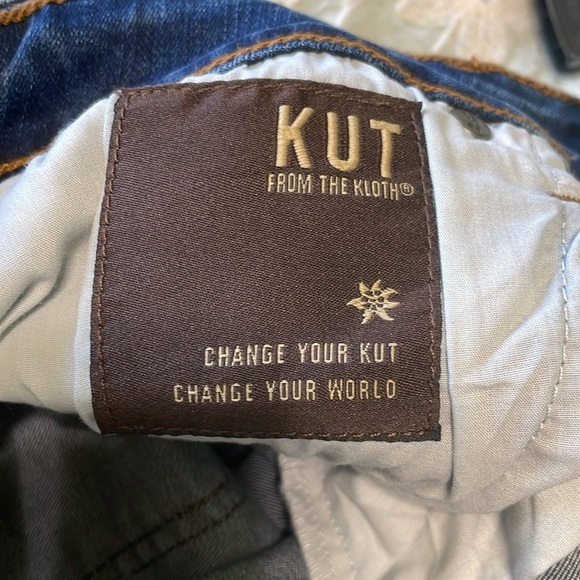 KUT
FROM THE KLOTH®
CHANGE YOUR KUT
CHANGE YOUR WORLD